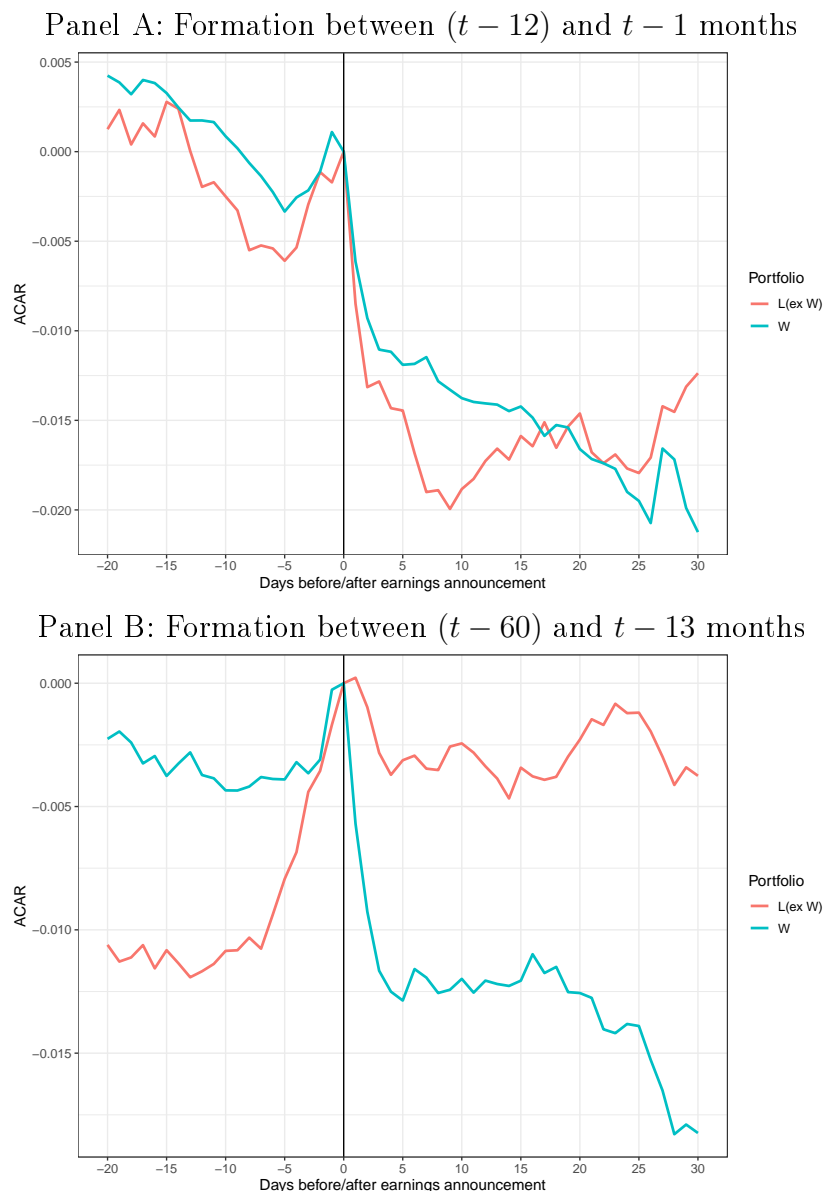 Panel A: Formation between (t − 12) and t − 1 months
0.005
0.000
−0.005
−0.010
−0.015
−0.020
ACAR
−20 −15 −10 −5 0 5 10 15 20 25 30
Days before/after earnings announcement
Portfolio
L(ex W)
W
Panel B: Formation between (t − 60) and t − 13 months
0.000
−0.005
−0.010
−0.015
ACAR
−20 −15 −10 −5 0 5 10 15 20 25 30
Days before/after earnings announcement
Portfolio
L(ex W)
W